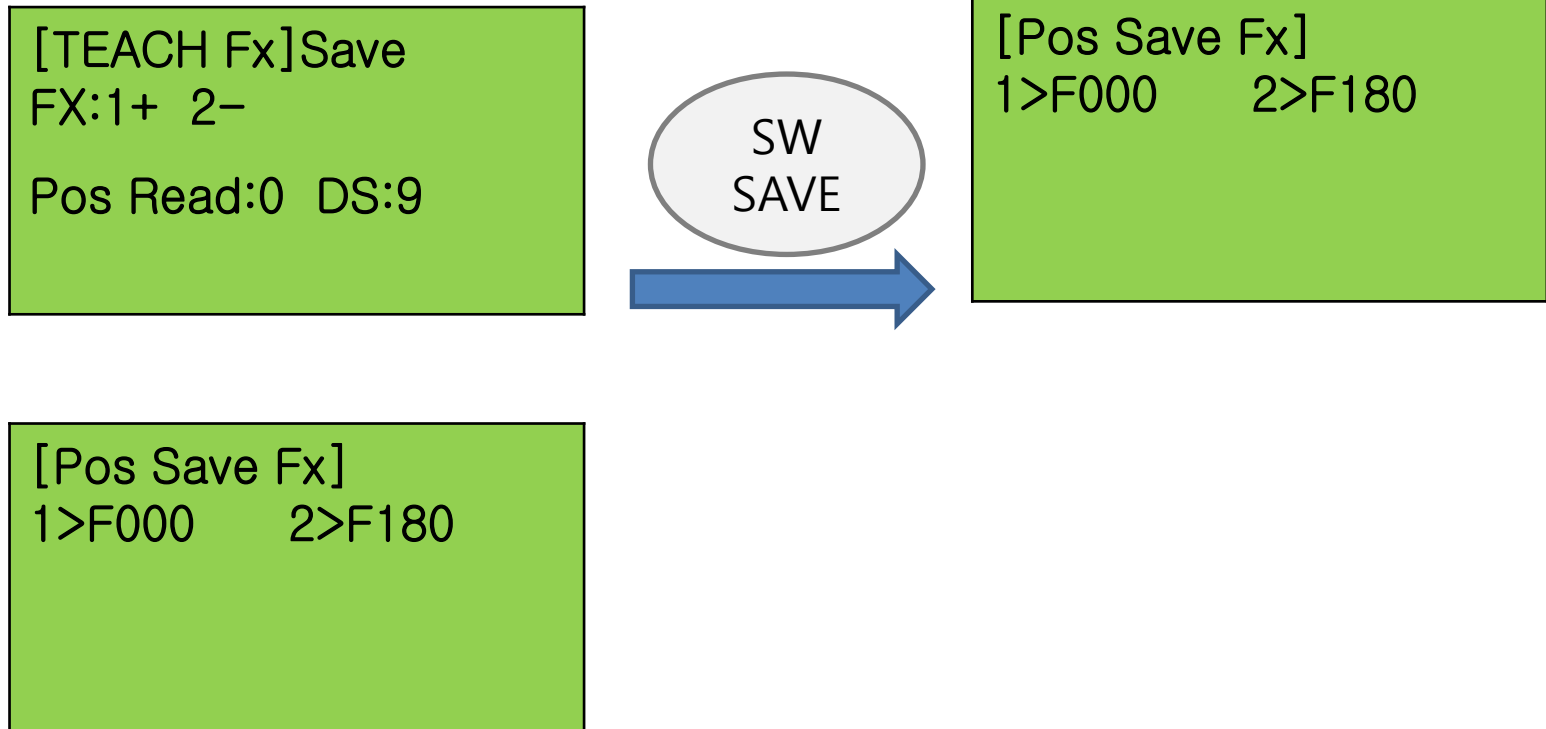 [TEACH Fx]Save
FX:1+ 2-
Pos Read:0 DS:9
SW
SAVE
[Pos Save Fx]
1>F000 2>F180
[Pos Save Fx]
1>F000 2>F180